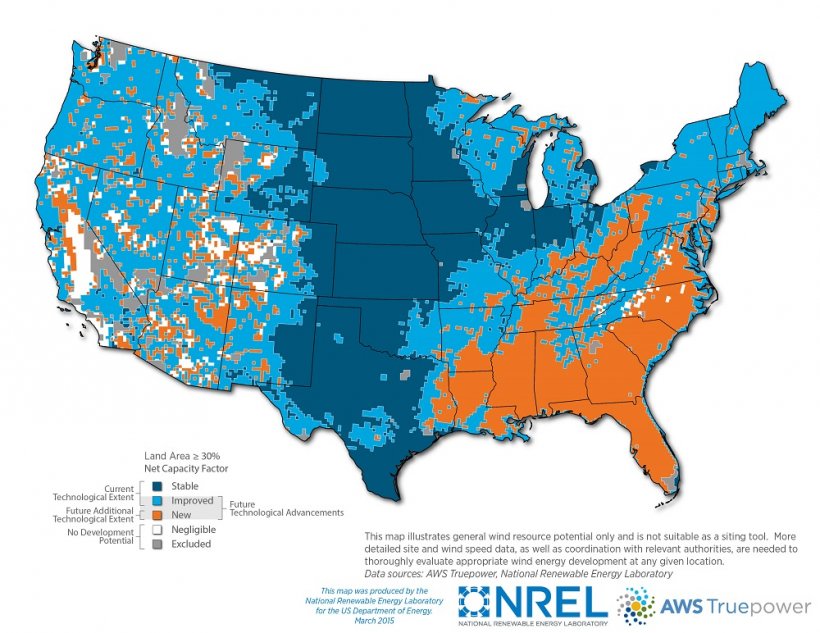 Land Area ≥ 30%
Net Capacity Factor
Current
Technological Extent
Stable
Improved
Future Additional
Technological Extent
New
Future
Technological Advancements
No Development
Potential
Negligible
Excluded
This map illustrates general wind resource potential only and is not suitable as a siting tool. More
detailed site and wind speed data, as well as coordination with relevant authorities, are needed to
thoroughly evaluate appropriate wind energy development at any given location.
Data sources: AWS Truepower, National Renewable Energy Laboratory
This map was produced by the
National Renewable Energy Laboratory
for the US Department of Energy.
March 2015
NREL
NATIONAL RENEWABLE ENERGY LABORATORY
AWS Truepower